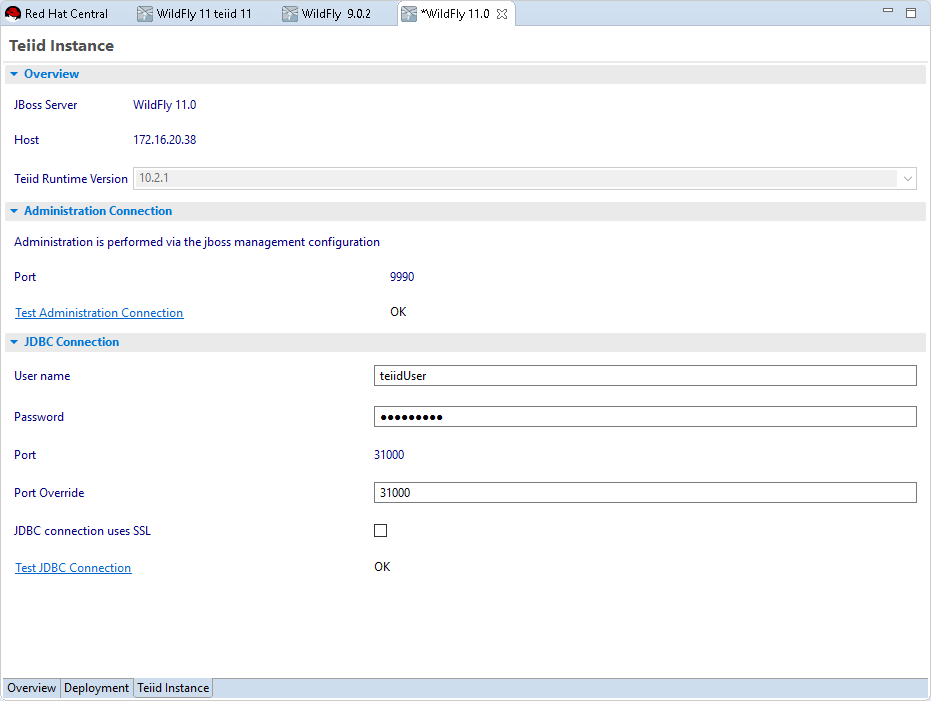 Red Hat Central WildFly 11 teiid 11 WildFly 9.0.2 *WildFly 11.0
Teiid Instance
Overview
JBoss Server WildFly 11.0
Host 172.16.20.38
Teiid Runtime Version 10.2.1
Administration Connection
Administration is performed via the jboss management configuration
Port 9990
Test Administration Connection OK
JDBC Connection
User name teiidUser
Password ●●●●●●●●●
Port 31000
Port Override 31000
JDBC connection uses SSL
Test JDBC Connection OK
Overview Deployment Teiid Instance